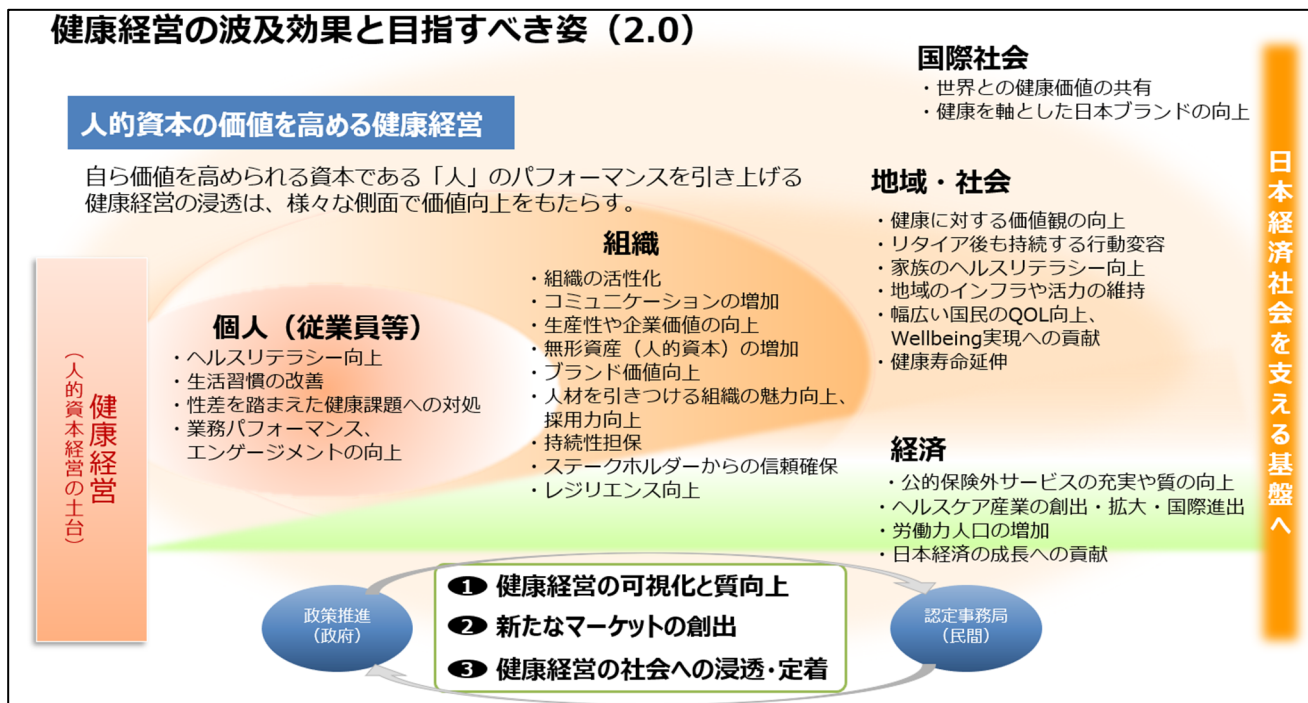 健康経営の波及効果と目指すべき姿（2.0）
人的資本の価値を高める健康経営
自ら価値を高められる資本である「人」のパフォーマンスを引き上げる
健康経営の浸透は、様々な側面で価値向上をもたらす。
健康経営
（人的資本経営の土台）
個人（従業員等）
・ヘルスリテラシー向上
・生活習慣の改善
・性差を踏まえた健康課題への対処
・業務パフォーマンス、
エンゲージメントの向上
組織
・組織の活性化
・コミュニケーションの増加
・生産性や企業価値の向上
・無形資産（人的資本）の増加
・ブランド価値向上
・人材を引きつける組織の魅力向上、
採用力向上
・持続性担保
・ステークホルダーからの信頼確保
・レジリエンス向上
国際社会
・世界との健康価値の共有
・健康を軸とした日本ブランドの向上
地域・社会
・健康に対する価値観の向上
・リタイア後も持続する行動変容
・家族のヘルスリテラシー向上
・地域のインフラや活力の維持
・幅広い国民のQOL向上、
Wellbeing実現への貢献
・健康寿命延伸
経済
・公的保険外サービスの充実や質の向上
・ヘルスケア産業の創出・拡大・国際進出
・労働力人口の増加
・日本経済の成長への貢献
日本経済社会を支える基盤へ
政策推進
（政府）
❶ 健康経営の可視化と質向上
❷ 新たなマーケットの創出
❸ 健康経営の社会への浸透・定着
認定事務局
（民間）